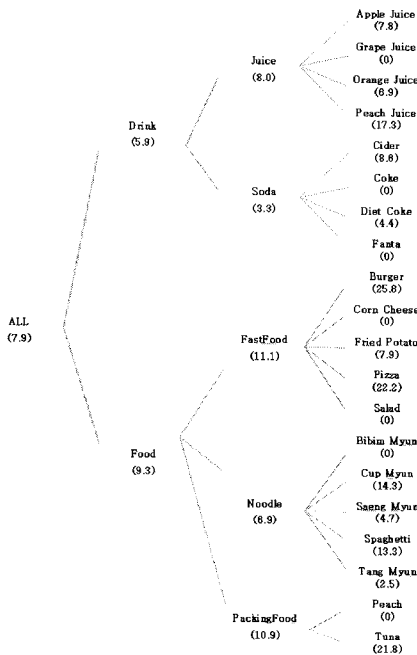 Apple Juice
(7.8)
Grape Juice
(0)
Juice
(8.0)
Orange Juice
(6.9)
Peach Juice
(17.3)
Drink
(5.9)
Cider
(8.8)
Coke
(0)
Soda
(3.3)
Diet Coke
(4.4)
Fanta
(0)
Burger
(25.8)
Corn Cheese
(0)
ALL
(7.9)
FastFood
(11.1)
Fried Potato
(7.9)
Pizza
(22.2)
Salad
(0)
Bibim Myun
(0)
Food
(9.3)
Cup Myun
(14.3)
Noodle
(6.9)
Saeng Myun
(4.7)
Spaghetti
(13.3)
Tang Myun
(2.5)
Peach
(0)
PackingFood
(10.9)
Tuna
(21.8)